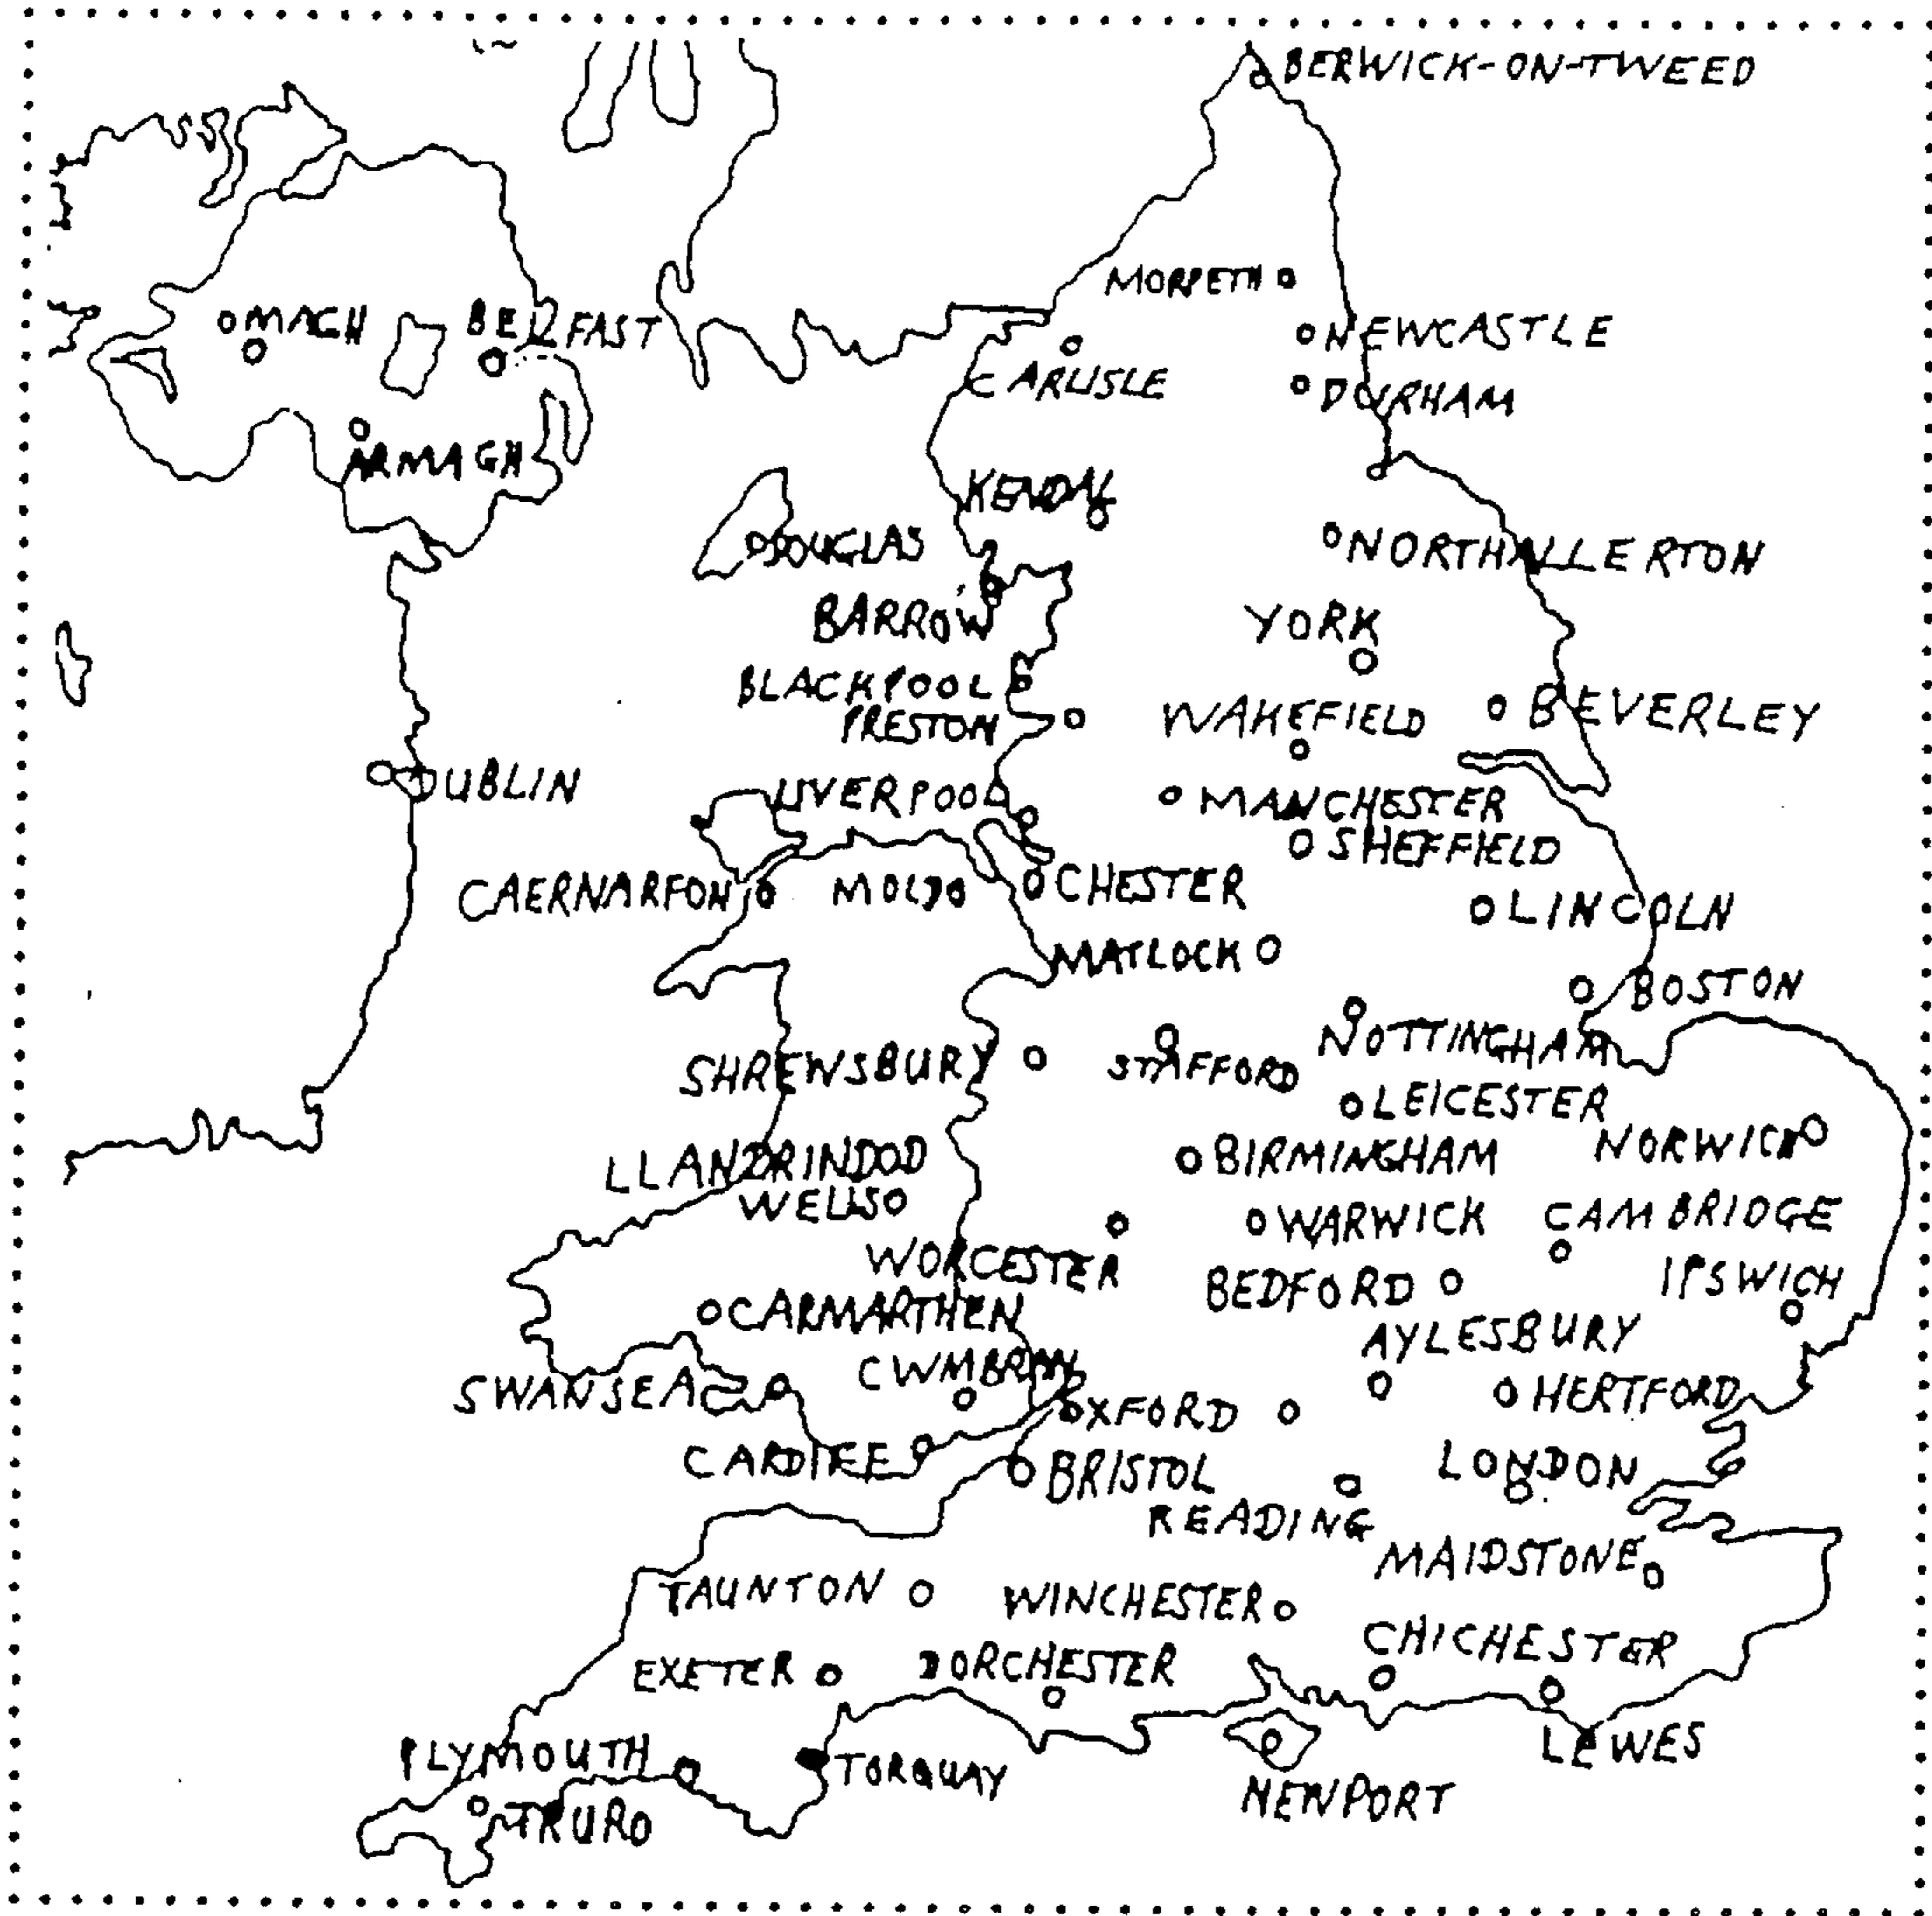 BERWICK-ON-TWEED
MORPETH
OMAGH
BELFAST
NEWCASTLE
CARLISLE
DURHAM
ARMAGH
KENDAL
DOUGLAS
NORTHALLERTON
BARROW
YORK
BLACKPOOL
PRESTON
WAKEFIELD
BEVERLEY
DUBLIN
LIVERPOOL
MANCHESTER
SHEFFIELD
CAERNARFON
MOLD
CHESTER
LINCOLN
MATLOCK
BOSTON
NOTTINGHAM
SHREWSBURY
STAFFORD
LEICESTER
NORWICH
LLANDRINDOD
WELLS
BIRMINGHAM
WARWICK
CAMBRIDGE
WORCESTER
BEDFORD
IPSWICH
CARMARTHEN
AYLESBURY
CWMBRAN
SWANSEA
OXFORD
HERTFORD
CARDIFF
BRISTOL
LONDON
READING
MAIDSTONE
TAUNTON
WINCHESTER
CHICHESTER
EXETER
DORCHESTER
PLYMOUTH
TORQUAY
LEWES
TRURO
NEWPORT